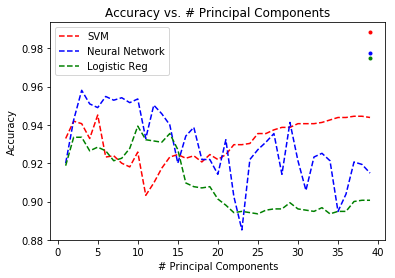 Accuracy vs. # Principal Components
SVM
Neural Network
Logistic Reg
Accuracy
0.98
0.96
0.94
0.92
0.90
0.88
0 5 10 15 20 25 30 35 40
# Principal Components